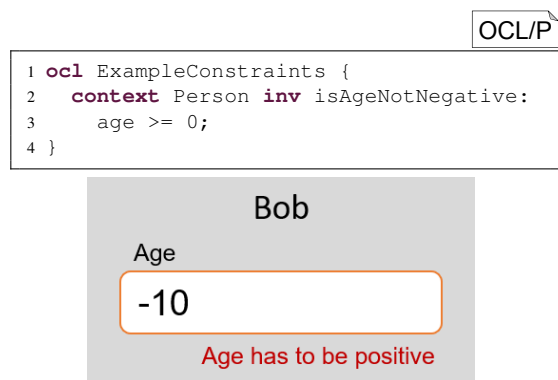 OCL/P
1 ocl ExampleConstraints {
2   context Person inv isAgeNotNegative:
3     age >= 0;
4 }
Bob
Age
-10
Age has to be positive